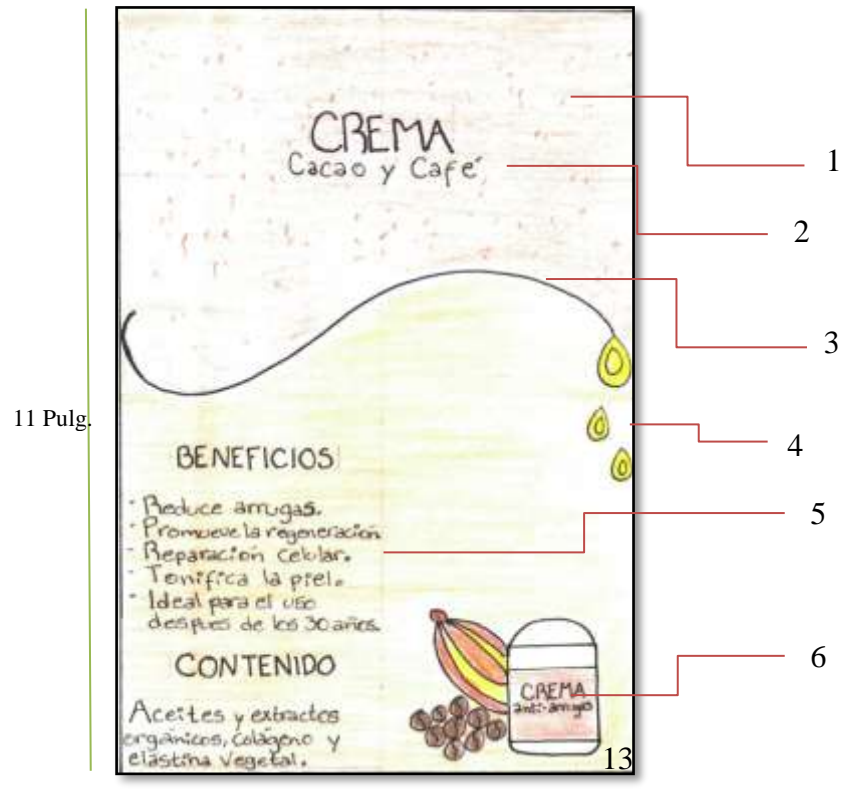 CREMA
Cacao y Café
1
2
3
11 Pulg.
4
BENEFICIOS
5
- Reduce arrugas.
- Promueve la regeneración
- Reparación celular.
- Tonifica la piel.
- Ideal para el uso
despues de los 30 años.
CONTENIDO
6
Aceites y extractos
organicos, colágeno y
elastina vegetal.
CREMA
anti-arrugas
13